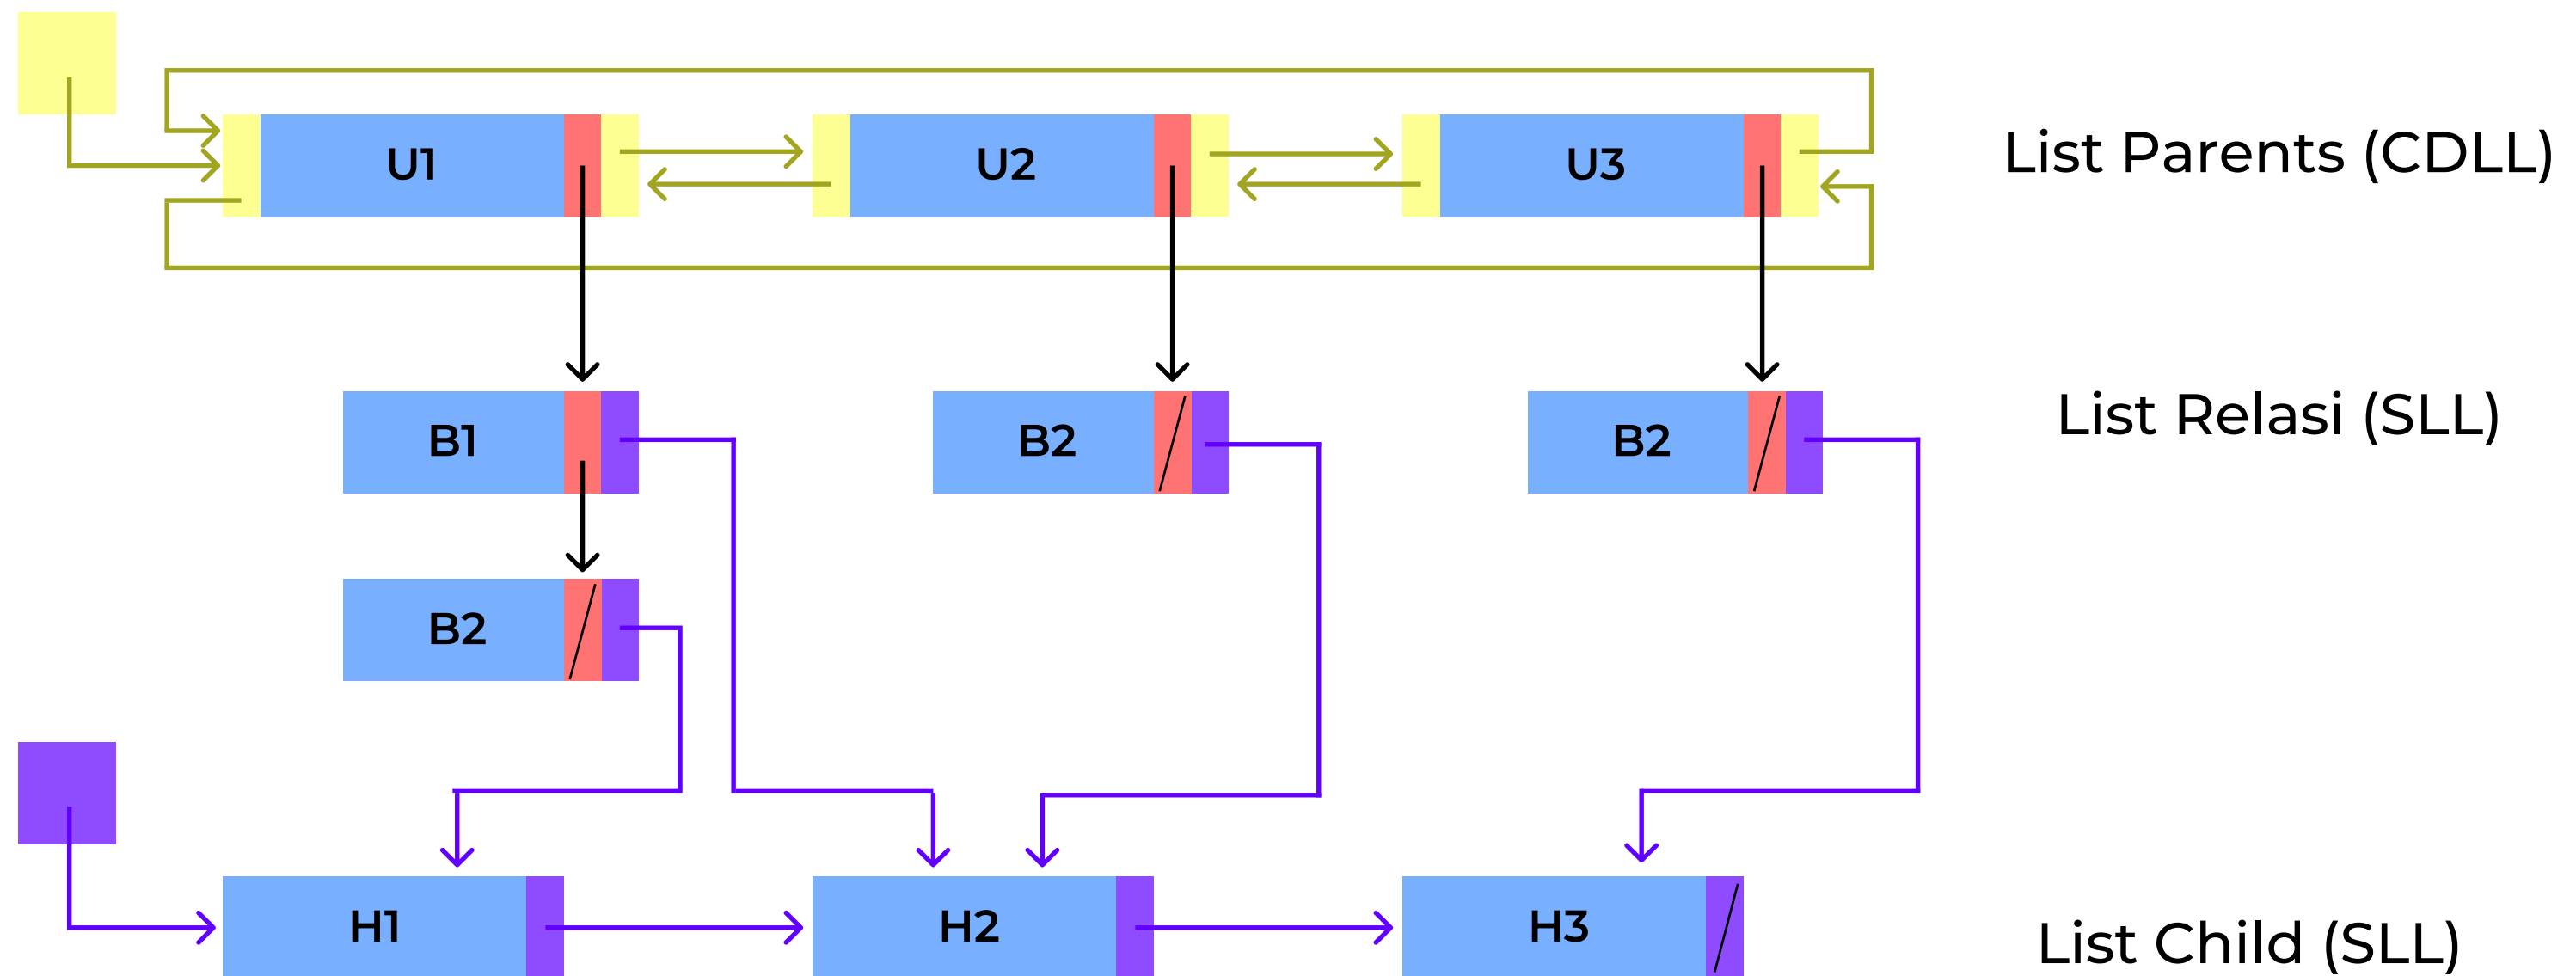 U1
U2
U3
List Parents (CDLL)
B1
B2
B2
List Relasi (SLL)
B2
H1
H2
H3
List Child (SLL)